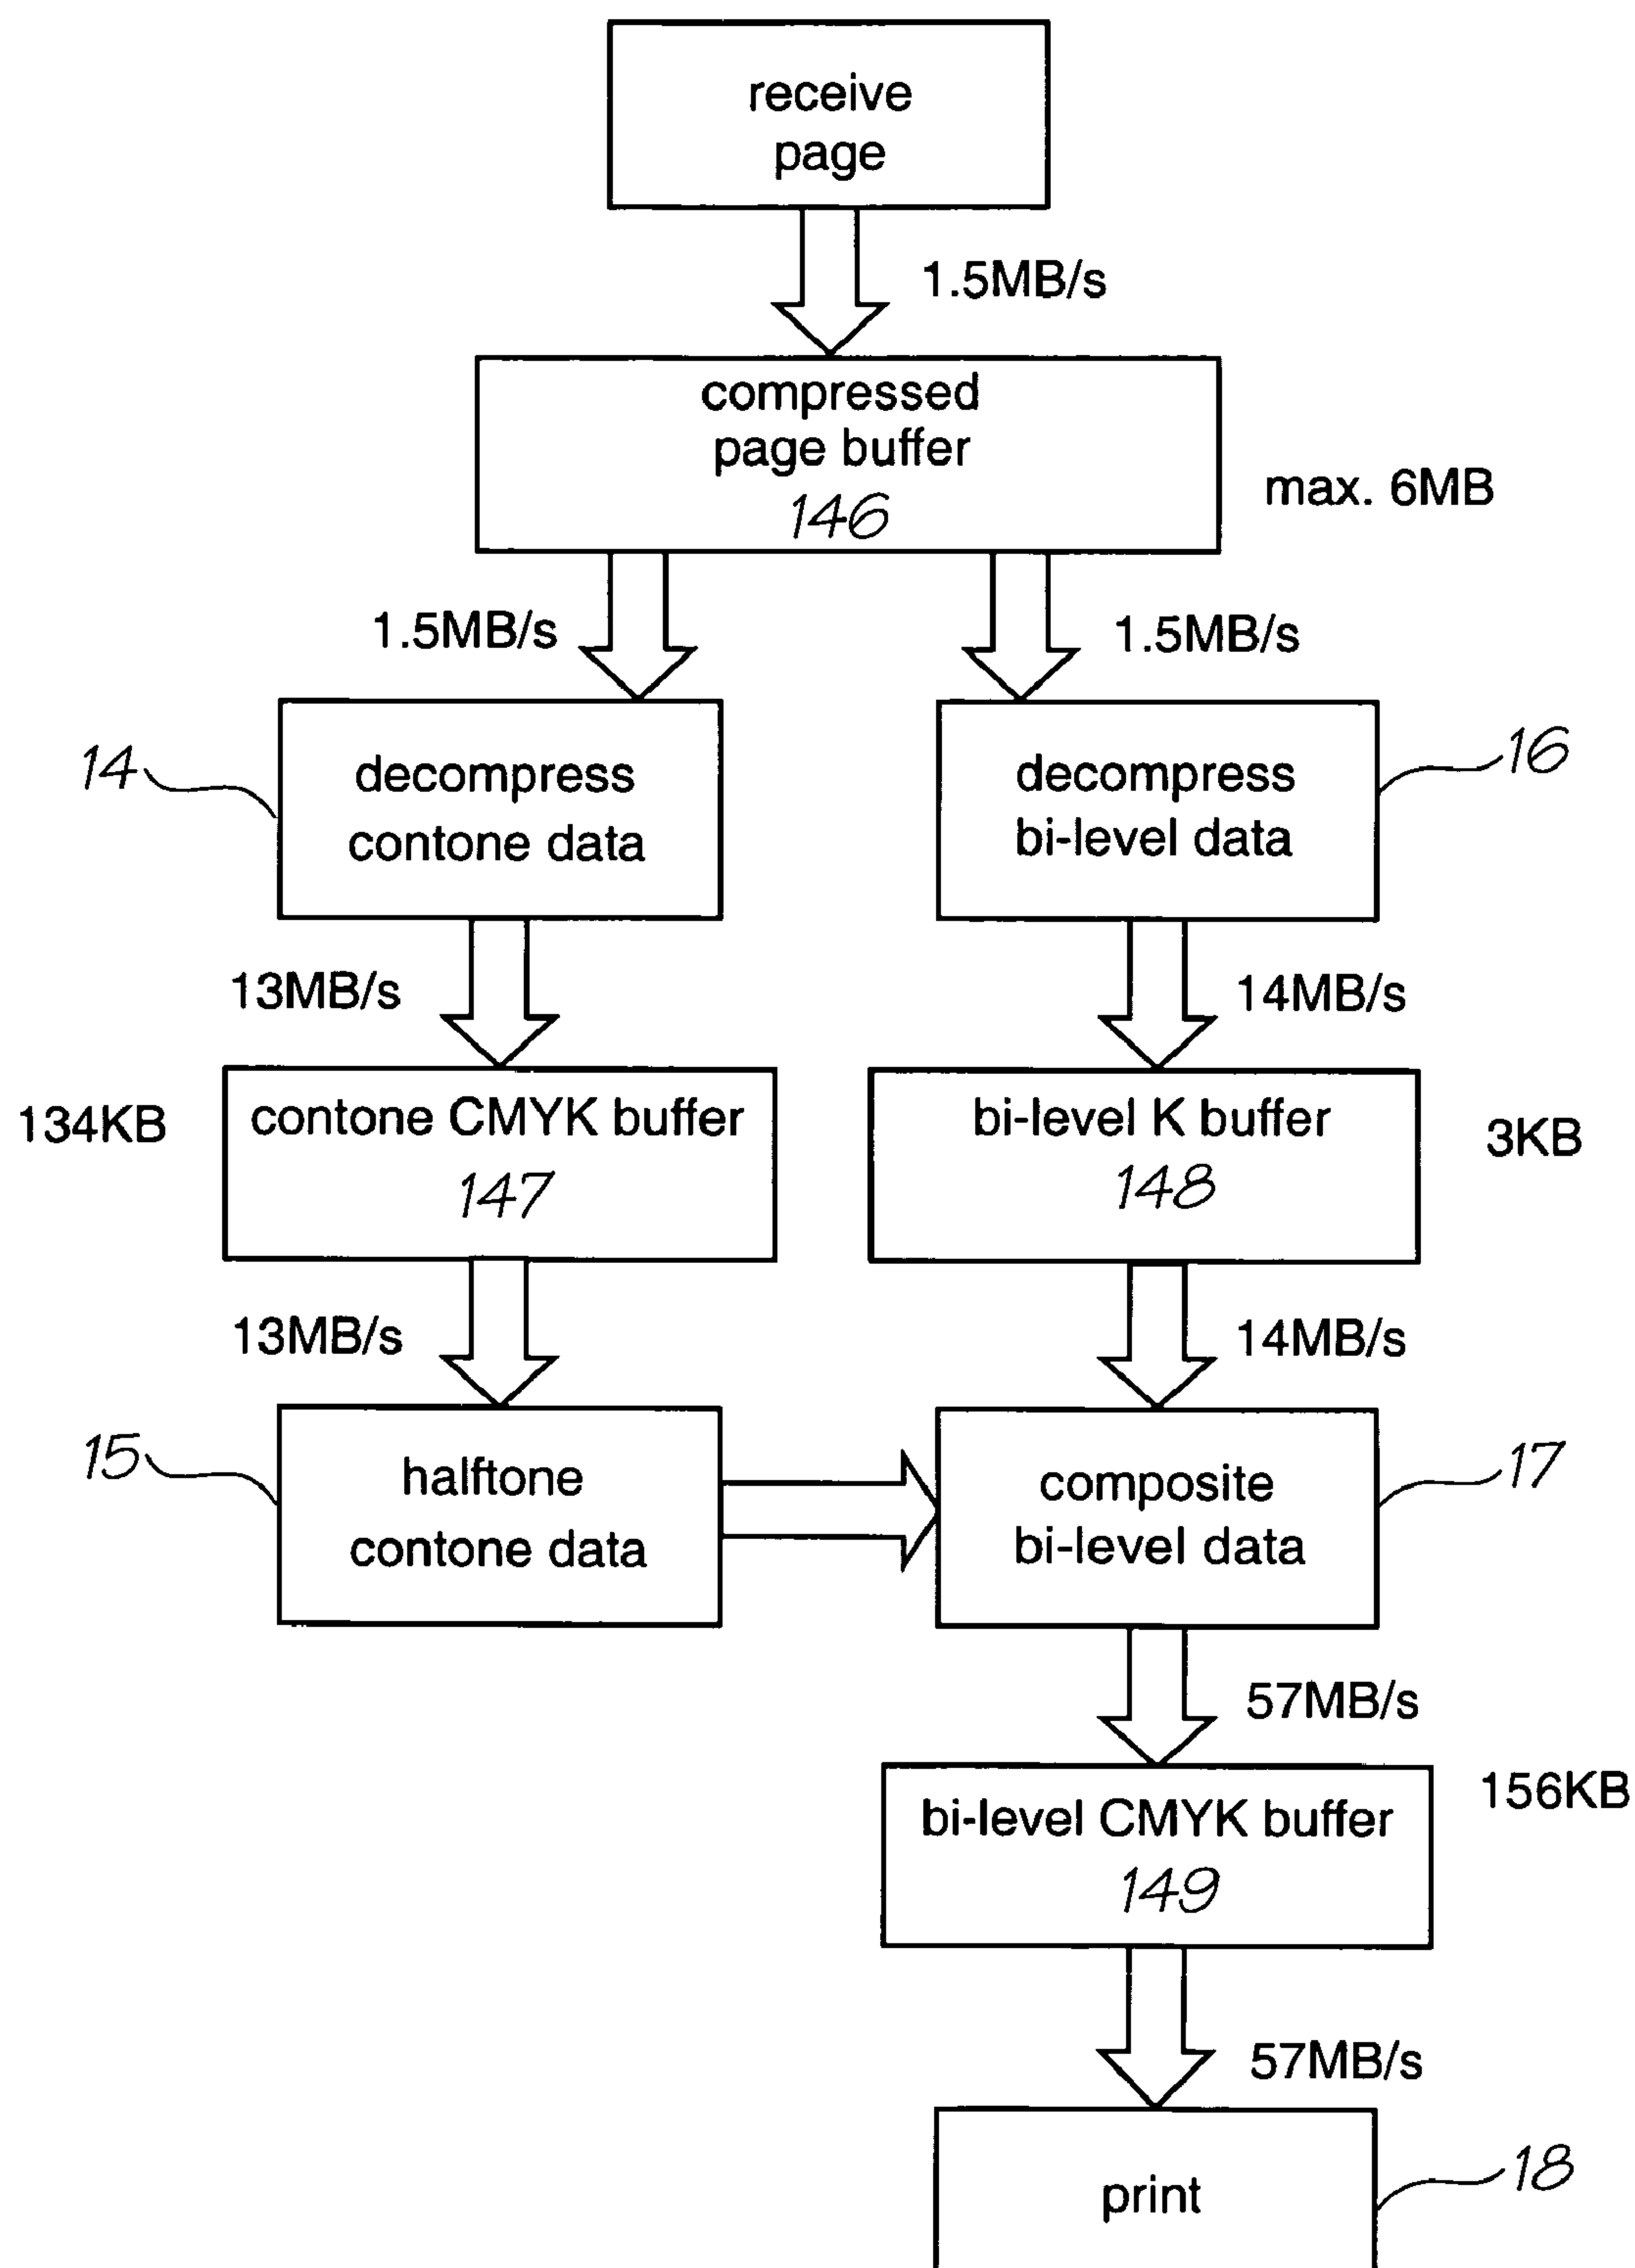 receive
page
1.5MB/s
compressed
page buffer
146
max. 6MB
1.5MB/s
1.5MB/s
14
decompress
contone data
decompress
bi-level data
16
13MB/s
14MB/s
134KB
contone CMYK buffer
147
bi-level K buffer
148
3KB
13MB/s
14MB/s
15
halftone
contone data
composite
bi-level data
17
57MB/s
bi-level CMYK buffer
149
156KB
57MB/s
print
18